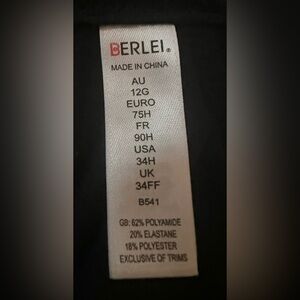 BERLEI®
MADE IN CHINA
AU
12G
EURO
75H
FR
90H
USA
34H
UK
34FF
B541
GB: 62% POLYAMIDE
20% ELASTANE
18% POLYESTER
EXCLUSIVE OF TRIMS